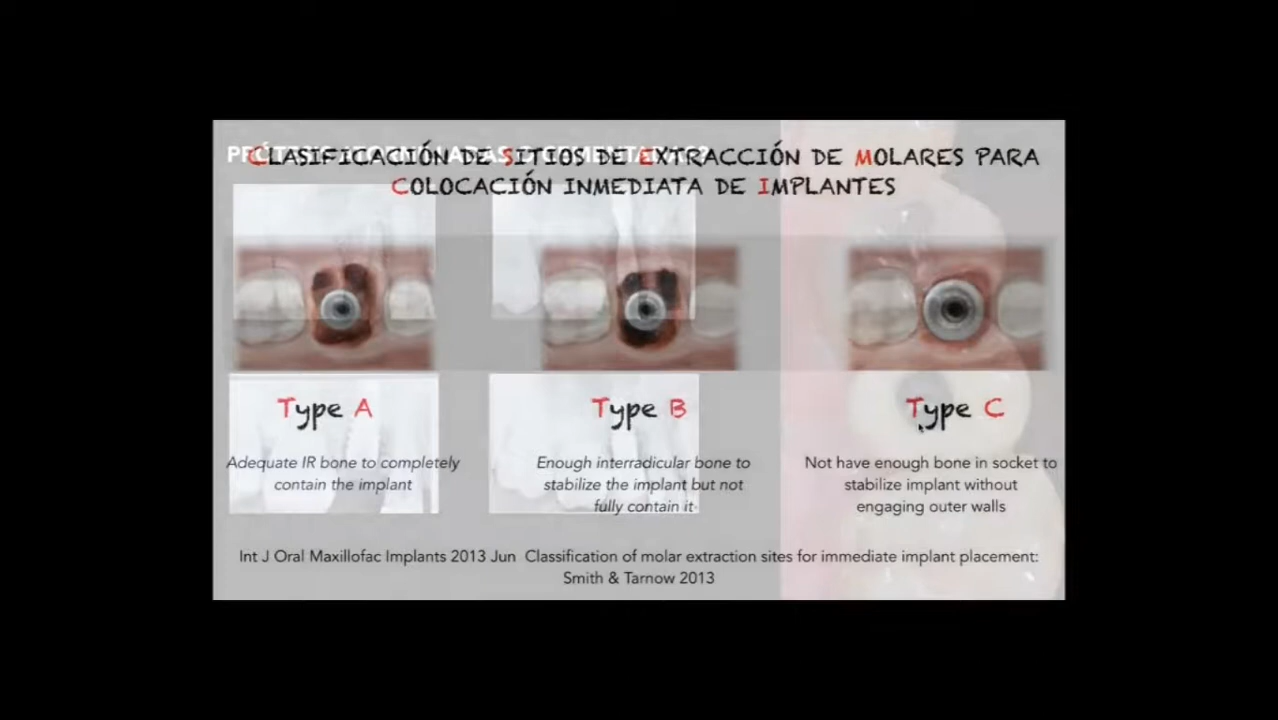 CLASIFICACIÓN DE SITIOS DE EXTRACCIÓN DE MOLARES PARA
COLOCACIÓN INMEDIATA DE IMPLANTES
Type A
Type B
Type C
Adequate IR bone to completely
contain the implant
Enough interradicular bone to
stabilize the implant but not
fully contain it
Not have enough bone in socket to
stabilize implant without
engaging outer walls
Int J Oral Maxillofac Implants 2013 Jun Classification of molar extraction sites for immediate implant placement:
Smith & Tarnow 2013